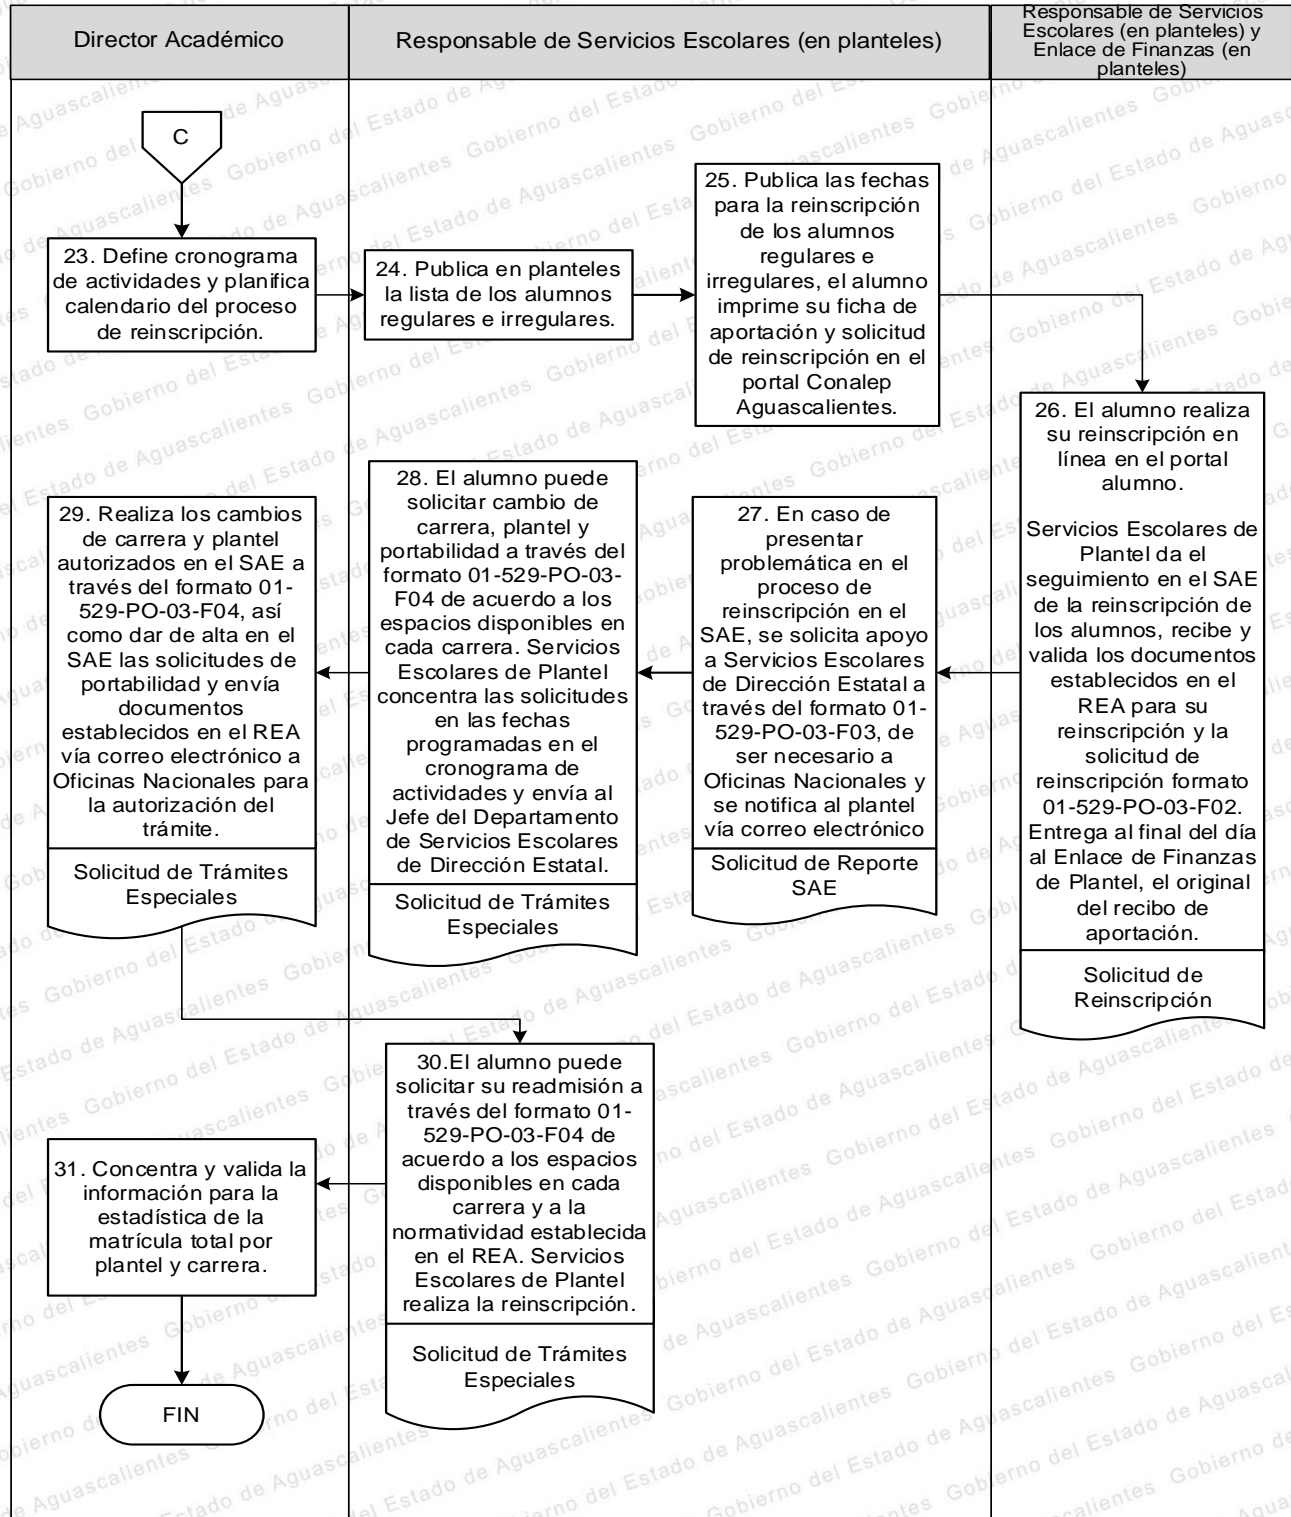 Director Académico
Responsable de Servicios Escolares (en planteles)
Responsable de Servicios
Escolares (en planteles) y
Enlace de Finanzas (en
planteles)
C
23. Define cronograma
de actividades y planifica
calendario del proceso
de reinscripción.
24. Publica en planteles
la lista de los alumnos
regulares e irregulares.
25. Publica las fechas
para la reinscripción
de los alumnos
regulares e
irregulares, el alumno
imprime su ficha de
aportación y solicitud
de reinscripción en el
portal Conalep
Aguascalientes.
26. El alumno realiza
su reinscripción en
línea en el portal
alumno.
Servicios Escolares de
Plantel da el
seguimiento en el SAE
de la reinscripción de
los alumnos, recibe y
valida los documentos
establecidos en el
REA para su
reinscripción y la
solicitud de
reinscripción formato
01-529-PO-03-F02.
Entrega al final del día
al Enlace de Finanzas
de Plantel, el original
del recibo de
aportación.
Solicitud de
Reinscripción
27. En caso de
presentar
problemática en el
proceso de
reinscripción en el
SAE, se solicita apoyo
a Servicios Escolares
de Dirección Estatal a
través del formato 01-
529-PO-03-F03, de
ser necesario a
Oficinas Nacionales y
se notifica al plantel
vía correo electrónico
Solicitud de Reporte
SAE
28. El alumno puede
solicitar cambio de
carrera, plantel y
portabilidad a través del
formato 01-529-PO-03-
F04 de acuerdo a los
espacios disponibles en
cada carrera. Servicios
Escolares de Plantel
concentra las solicitudes
en las fechas
programadas en el
cronograma de
actividades y envía al
Jefe del Departamento
de Servicios Escolares
de Dirección Estatal.
Solicitud de Trámites
Especiales
29. Realiza los cambios
de carrera y plantel
autorizados en el SAE a
través del formato 01-
529-PO-03-F04, así
como dar de alta en el
SAE las solicitudes de
portabilidad y envía
documentos
establecidos en el REA
vía correo electrónico a
Oficinas Nacionales para
la autorización del
trámite.
Solicitud de Trámites
Especiales
30.El alumno puede
solicitar su readmisión a
través del formato 01-
529-PO-03-F04 de
acuerdo a los espacios
disponibles en cada
carrera y a la
normatividad establecida
en el REA. Servicios
Escolares de Plantel
realiza la reinscripción.
Solicitud de Trámites
Especiales
31. Concentra y valida la
información para la
estadística de la
matrícula total por
plantel y carrera.
FIN